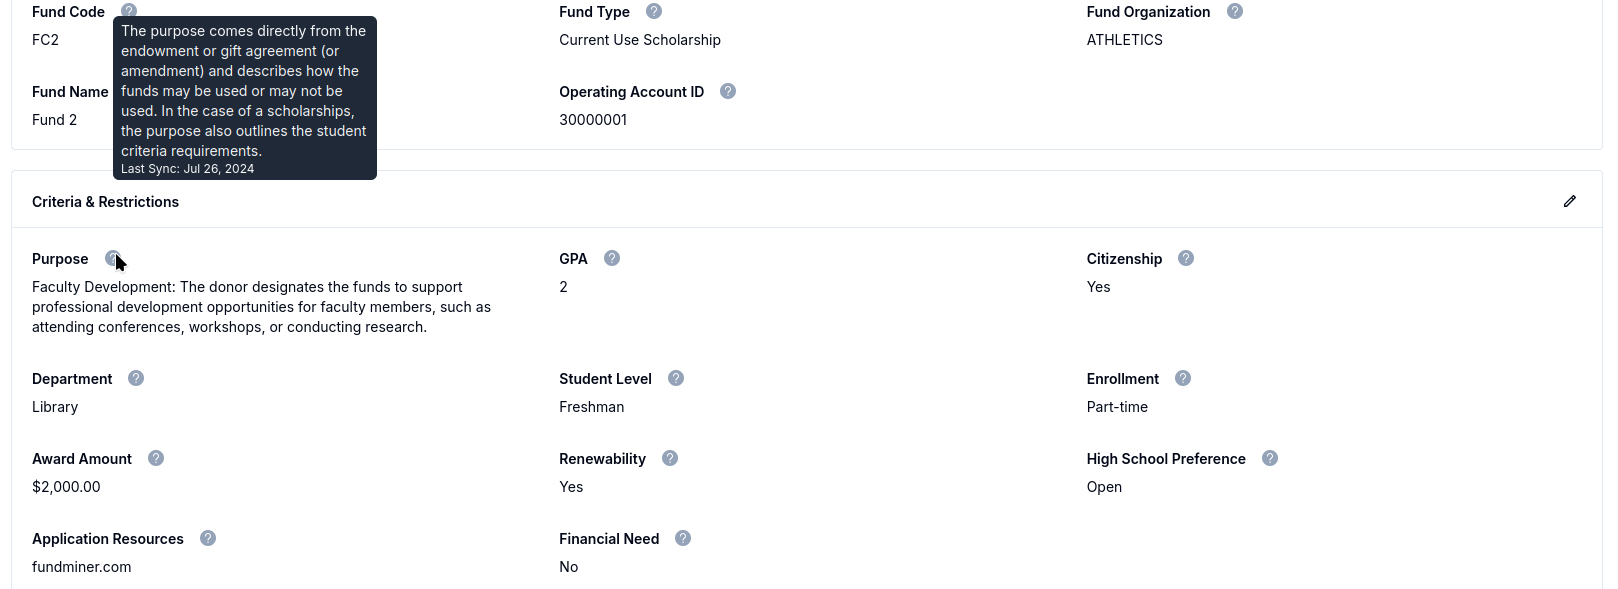 Fund Code
FC2
Fund Type
Current Use Scholarship
Fund Organization
ATHLETICS
Fund Name
Fund 2
Operating Account ID
30000001
The purpose comes directly from the
endowment or gift agreement (or
amendment) and describes how the
funds may be used or may not be
used. In the case of a scholarships,
the purpose also outlines the student
criteria requirements.
Last Sync: Jul 26, 2024
Criteria & Restrictions
Purpose
Faculty Development: The donor designates the funds to support
professional development opportunities for faculty members, such as
attending conferences, workshops, or conducting research.
GPA
2
Citizenship
Yes
Department
Library
Student Level
Freshman
Enrollment
Part-time
Award Amount
$2,000.00
Renewability
Yes
High School Preference
Open
Application Resources
fundminer.com
Financial Need
No